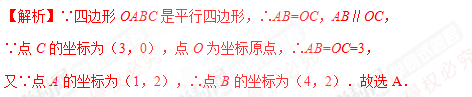 【解析】∵四边形 OABC 是平行四边形，∴AB=OC，AB∥OC，
∵点 C 的坐标为（3，0），点 O 为坐标原点，∴AB=OC=3，
又∵点 A 的坐标为（1，2），∴点 B 的坐标为（4，2）．故选 A．